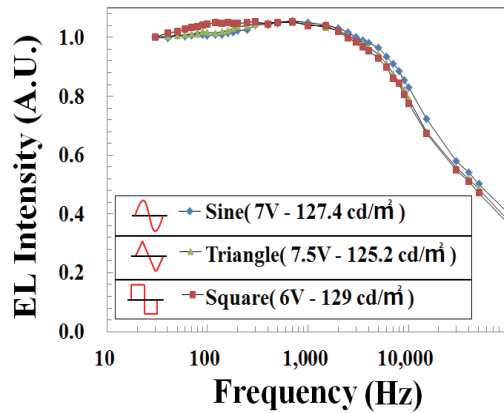 EL Intensity (A.U.)
1.0
0.8
0.6
0.4
0.2
0.0
Sine( 7V - 127.4 cd/㎡ )
Triangle( 7.5V - 125.2 cd/㎡ )
Square( 6V - 129 cd/㎡ )
10 100 1,000 10,000
Frequency (Hz)